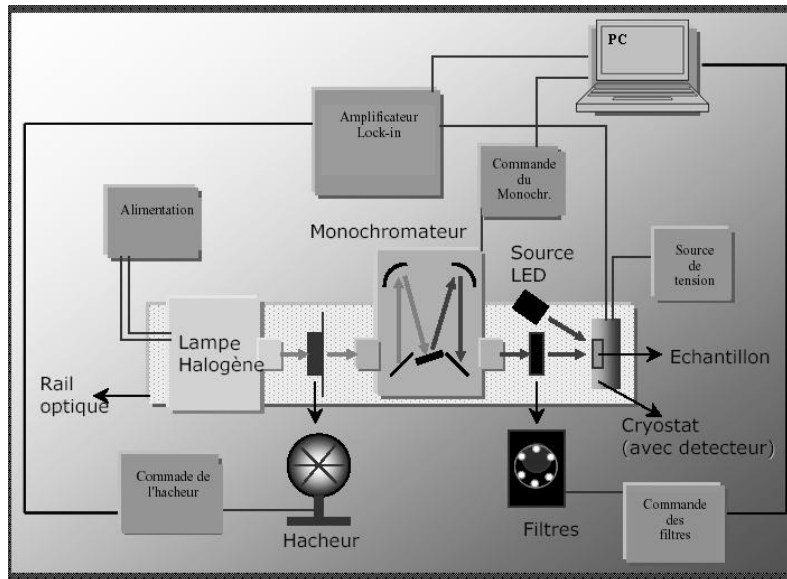 PC
Amplificateur
Lock-in
Commande
du
Monochr.
Alimentation
Monochromateur
Source
LED
Source
de
tension
Lampe
Halogène
Echantillon
Rail
optique
Cryostat
(avec detecteur)
Commade de
l'hacheur
Hacheur
Filtres
Commande
des
filtres